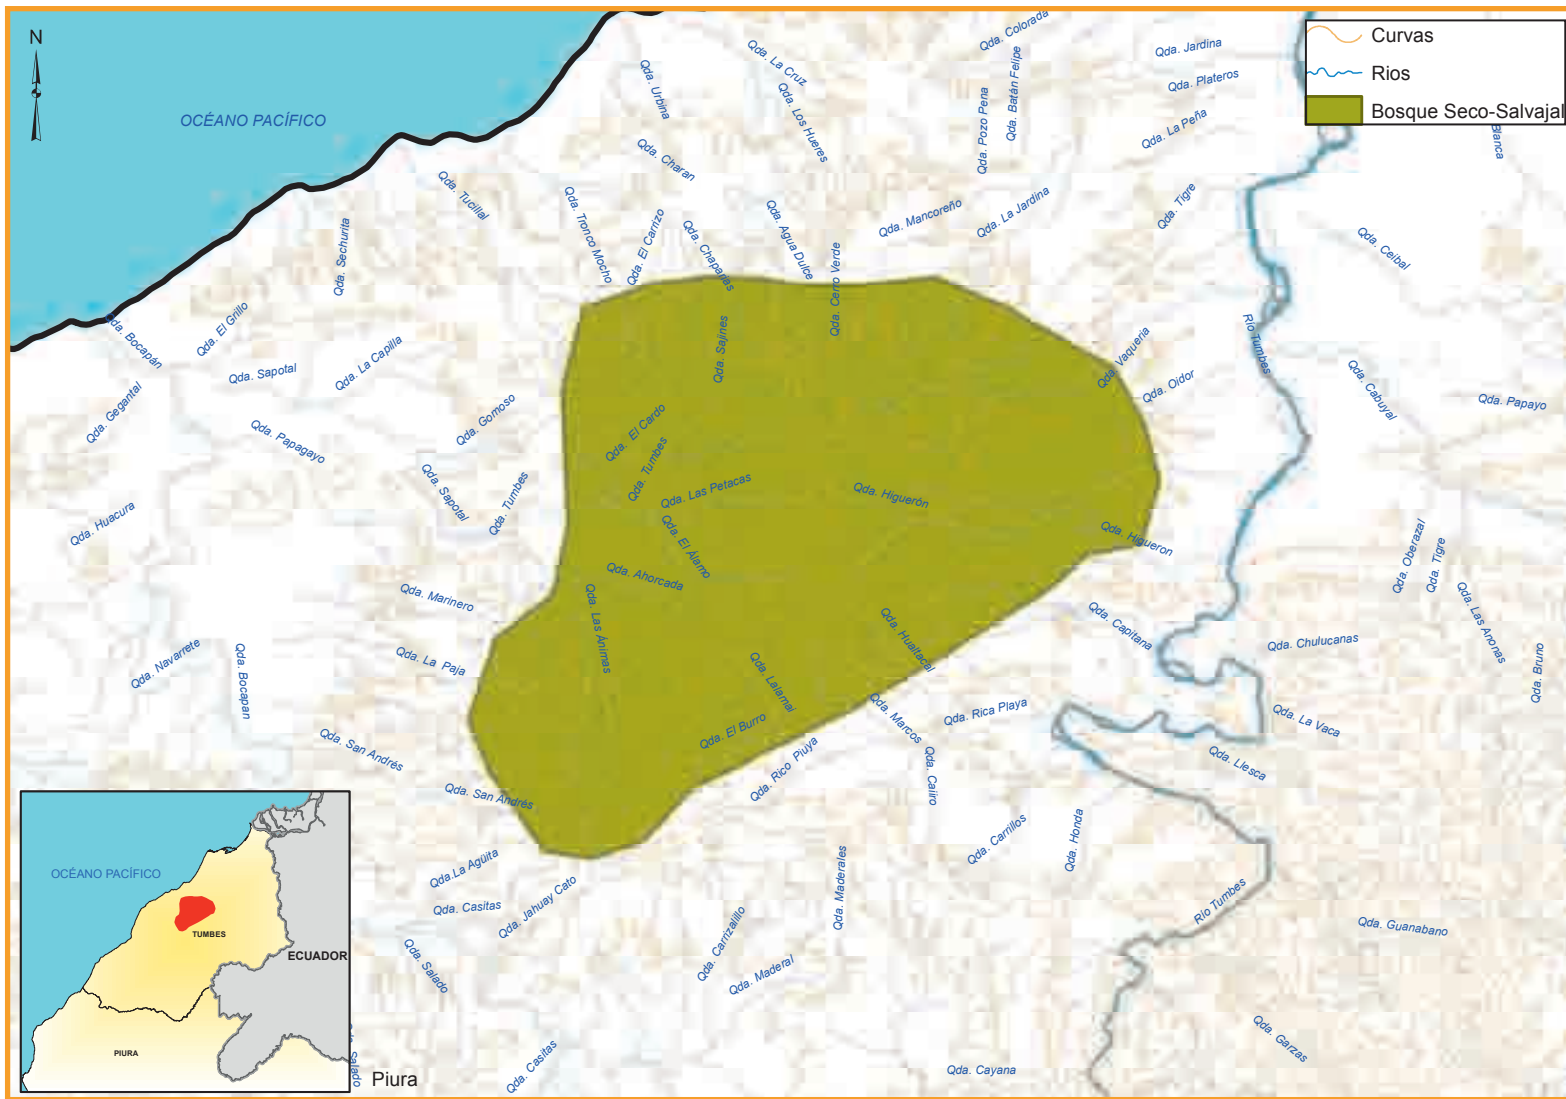 N
OCÉANO PACÍFICO
Curvas
Rios
Bosque Seco-Salvajal
Qda. Urbina
Qda. La Cruz
Qda. Los Hueres
Qda. Colorada
Qda. Batán Felipe
Qda. Pozo Pena
Qda. Jardina
Qda. Plateros
Qda. La Peña
Blanca
Qda. Charan
Qda. Tucillal
Qda. Tronco Mocho
Qda. El Carrizo
Qda. Chaparias
Qda. Agua Dulce
Qda. Cerro Verde
Qda. Mancoreño
Qda. La Jardina
Qda. Tigre
Qda. Ceibal
Qda. Sechurita
Qda. El Grillo
Qda. Bocapán
Qda. Sapotal
Qda. La Capilla
Qda. Gegantal
Qda. Papagayo
Qda. Gomoso
Qda. Sajines
Qda. Vaqueria
Qda. Oidor
Río Tumbes
Qda. Cabuyal
Qda. Papayo
Qda. El Cardo
Qda. Tumbes
Qda. Sapotal
Qda. Tumbes
Qda. Las Petacas
Qda. Higuerón
Qda. Huacura
Qda. El Álamo
Qda. Higueron
Qda. Oberazal
Qda. Tigre
Qda. Ahorcada
Qda. Marinero
Qda. Las Ánimas
Qda. Hualtacal
Qda. Capitana
Qda. Chulucanas
Qda. Las Anonas
Qda. Bruno
Qda. Navarrete
Qda. Bocapan
Qda. La Paja
Qda. Lalamal
Qda. El Burro
Qda. Marcos
Qda. Rica Playa
Qda. La Vaca
Qda. San Andrés
Qda. San Andrés
Qda. Rico Piuya
Qda. Caiiro
Qda. Llesca
Qda. Carrillos
Qda. Honda
Qda.La Agüita
Qda. Casitas
Qda. Jahuay Cato
Qda. Maderales
Río Tumbes
Qda. Guanabano
Qda. Salado
Qda. Carrizalillo
Qda. Maderal
Qda. Casitas
Qda. Cayana
Qda. Garzas
Salado
Piura
OCÉANO PACÍFICO
TUMBES
ECUADOR
PIURA